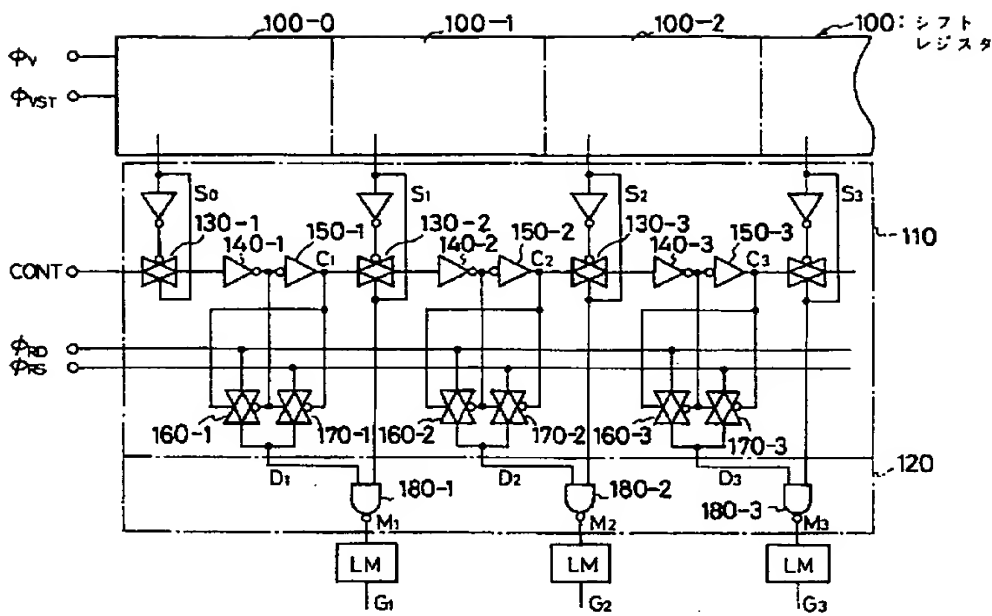 100-0 100-1 100-2 100: シフト
レジスタ
φV
φVST
S0 S1 S2 S3
130-1 150-1 130-2 150-2 130-3 150-3
140-1 140-2 140-3
110
CONT C1 C2 C3
φRD
φRS
160-1 170-1 160-2 170-2 160-3 170-3
120
D1 D2 D3
180-1 180-2 180-3
M1 M2 M3
LM LM LM
G1 G2 G3